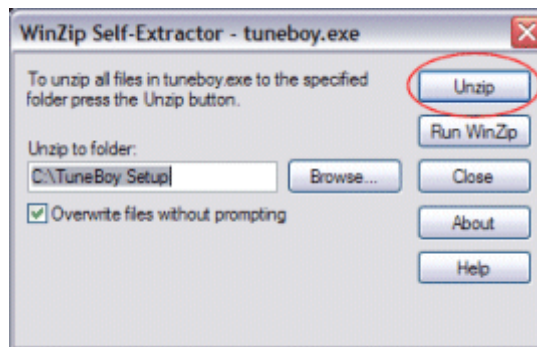 WinZip Self-Extractor - tuneboy.exe
To unzip all files in tuneboy.exe to the specified
folder press the Unzip button.
Unzip to folder:
C:\TuneBoy Setup
Browse...
Overwrite files without prompting
Unzip
Run WinZip
Close
About
Help